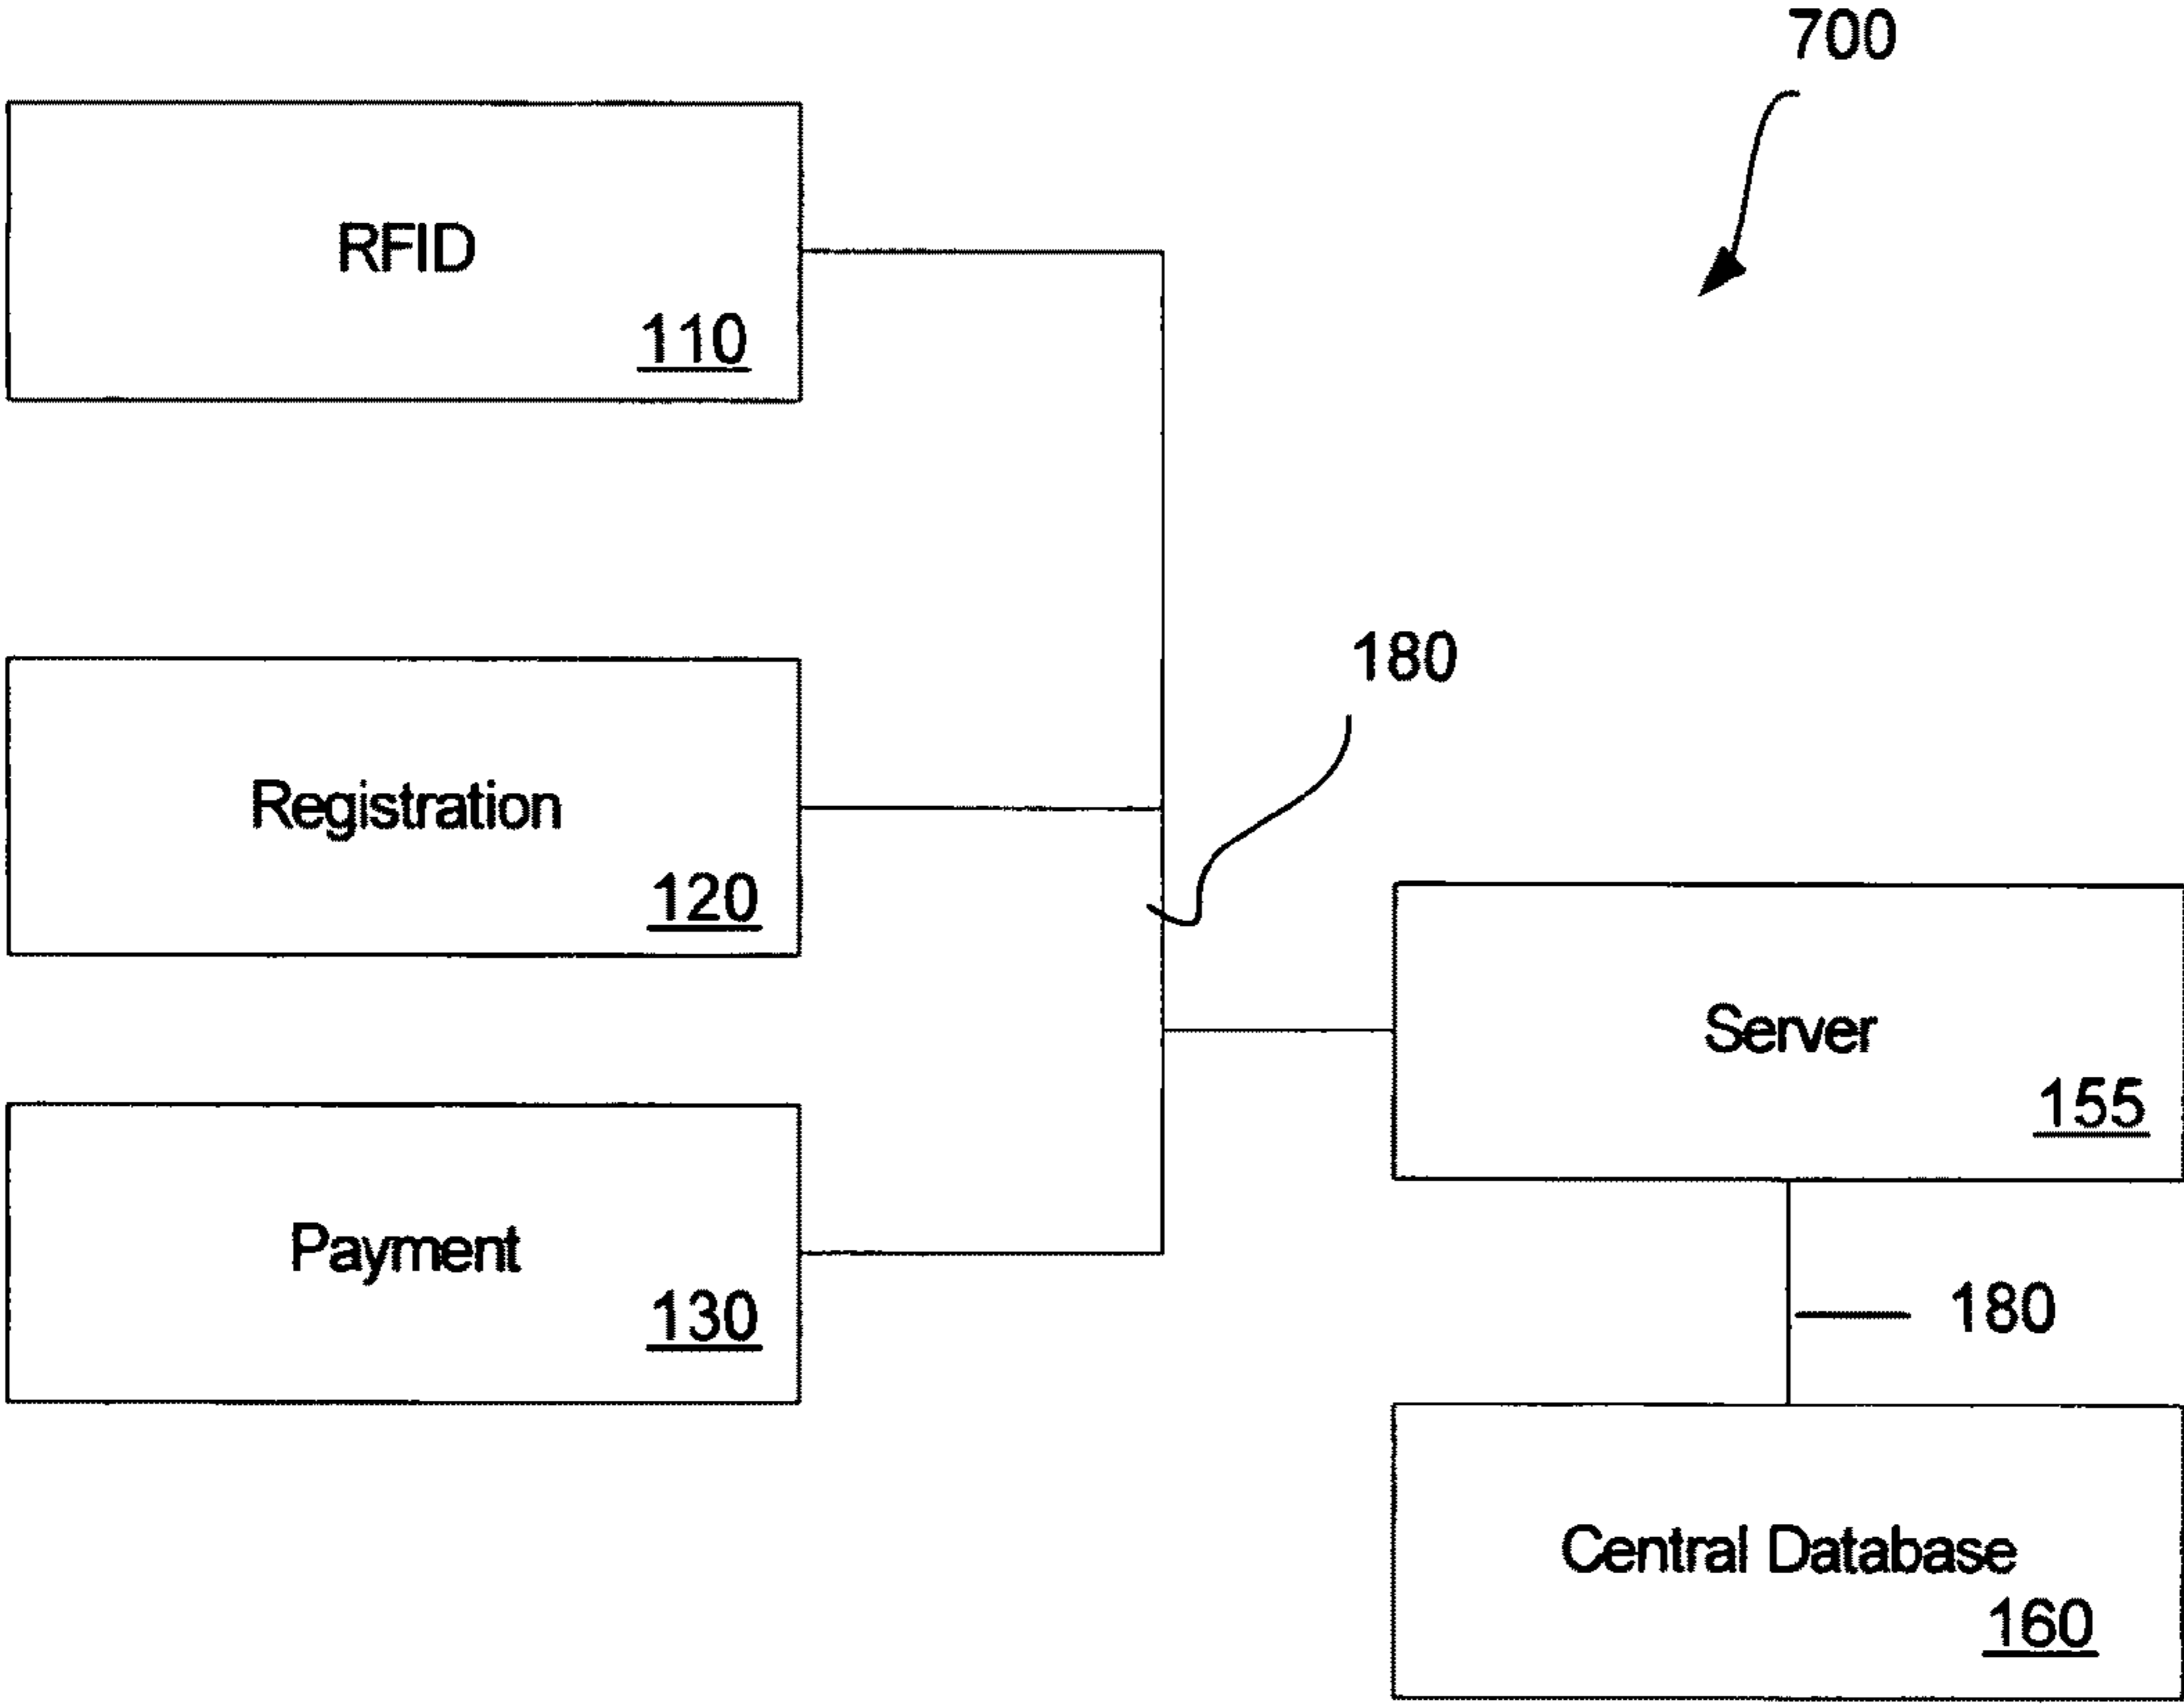 700
RFID
110
180
Registration
120
Server
155
Payment
130
180
Central Database
160